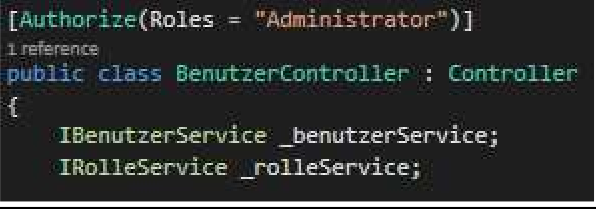 [Authorize(Roles = "Administrator")]
1 reference
public class BenutzerController : Controller
{
IBenutzerService _benutzerService;
IRolleService _rolleService;